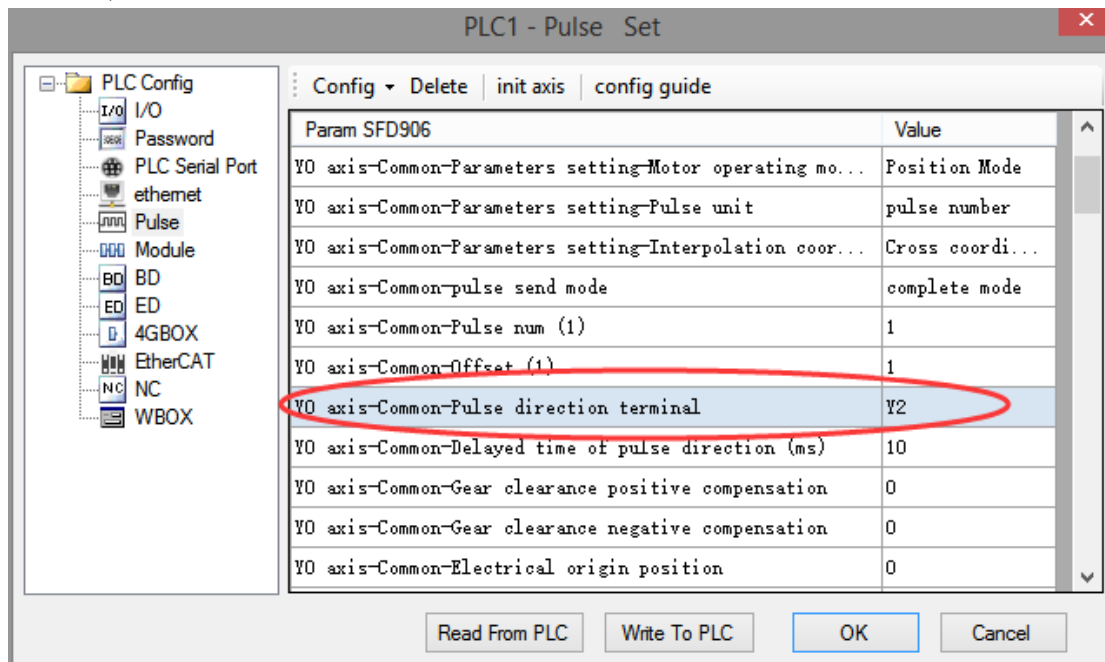 PLC1 - Pulse Set
PLC Config
I/O I/O
Password
PLC Serial Port
ethernet
Pulse
Module
BD BD
ED ED
4GBOX
EtherCAT
NC NC
WBOX
Config Delete init axis config guide
Param SFD906 Value
Y0 axis-Common-Parameters setting-Motor operating mo... Position Mode
Y0 axis-Common-Parameters setting-Pulse unit pulse number
Y0 axis-Common-Parameters setting-Interpolation coor... Cross coordi...
Y0 axis-Common-pulse send mode complete mode
Y0 axis-Common-Pulse num (1) 1
Y0 axis-Common-Offset (1) 1
Y0 axis-Common-Pulse direction terminal Y2
Y0 axis-Common-Delayed time of pulse direction (ms) 10
Y0 axis-Common-Gear clearance positive compensation 0
Y0 axis-Common-Gear clearance negative compensation 0
Y0 axis-Common-Electrical origin position 0
Read From PLC Write To PLC OK Cancel